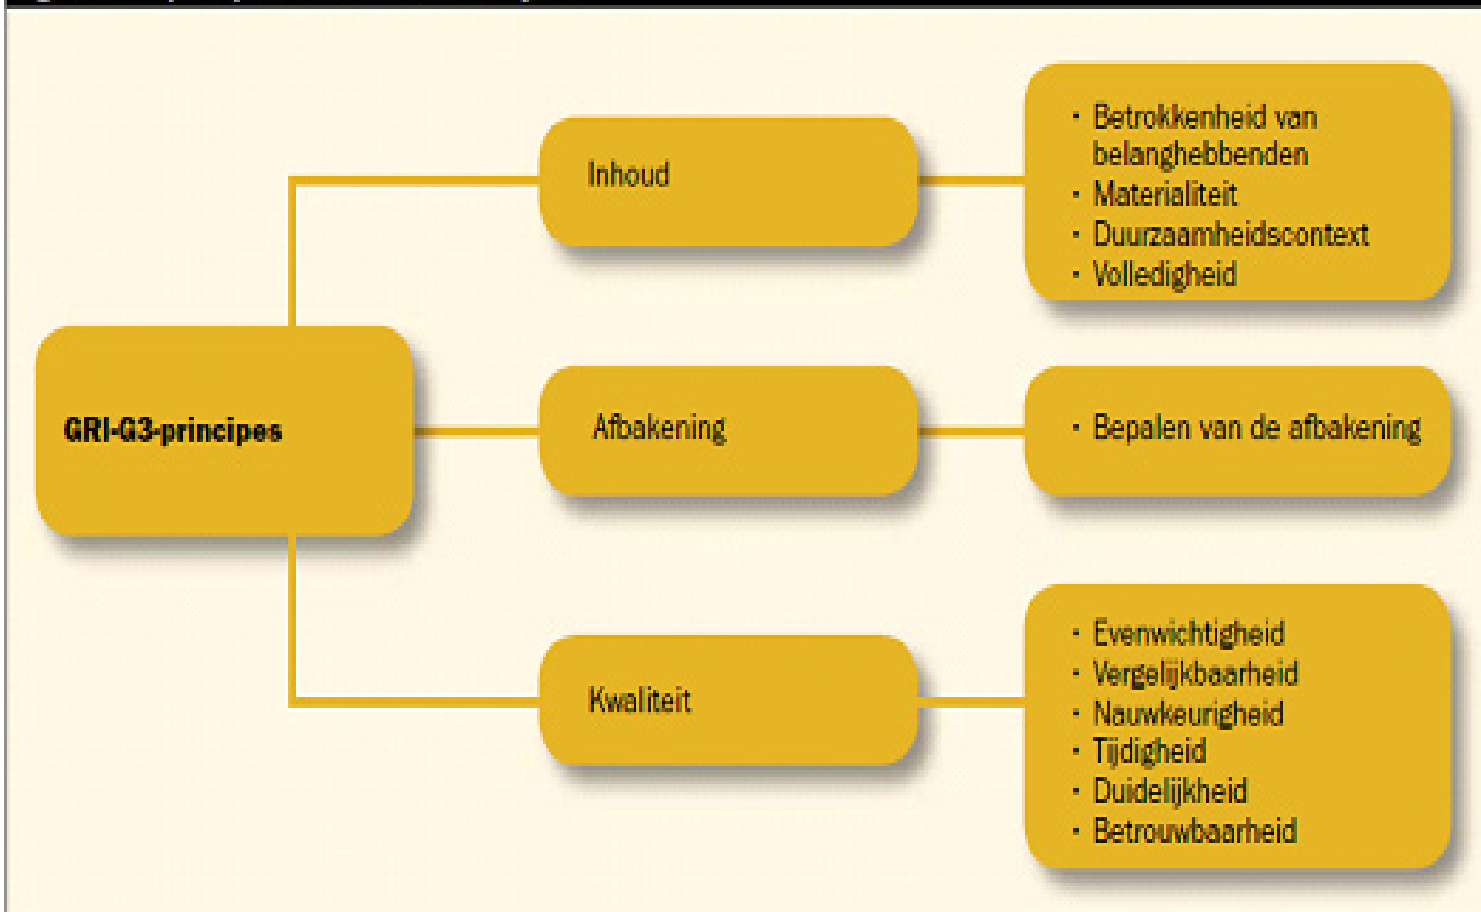 Inhoud
· Betrokkenheid van
belanghebbenden
· Materialiteit
· Duurzaamheidscontext
· Volledigheid
GRI-G3-principes
Afbakening
· Bepalen van de afbakening
Kwaliteit
· Evenwichtigheid
· Vergelijkbaarheid
· Nauwkeurigheid
· Tijdigheid
· Duidelijkheid
· Betrouwbaarheid